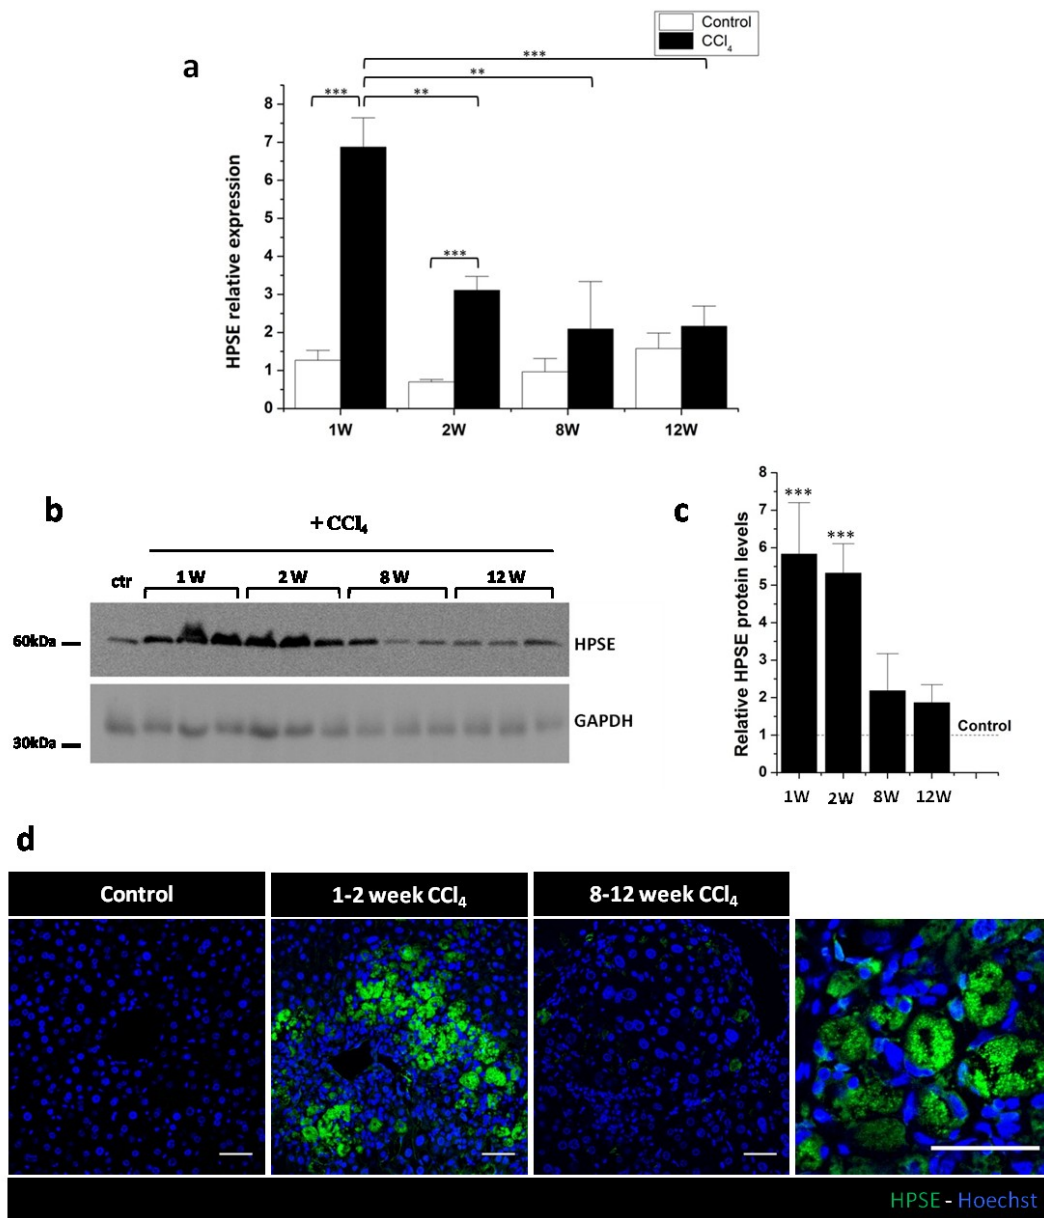 Control
CCl₄
a
***
**
***
**
***
HPSE relative expression
8
7
6
5
4
3
2
1
0
1W 2W 8W 12W
b
+ CCl₄
ctr 1 W 2 W 8 W 12 W
60kDa
HPSE
GAPDH
30kDa
c
Relative HPSE protein levels
8
7
6
5
4
3
2
1
0
***
***
Control
1W 2W 8W 12W
d
Control 1-2 week CCl₄ 8-12 week CCl₄
HPSE - Hoechst